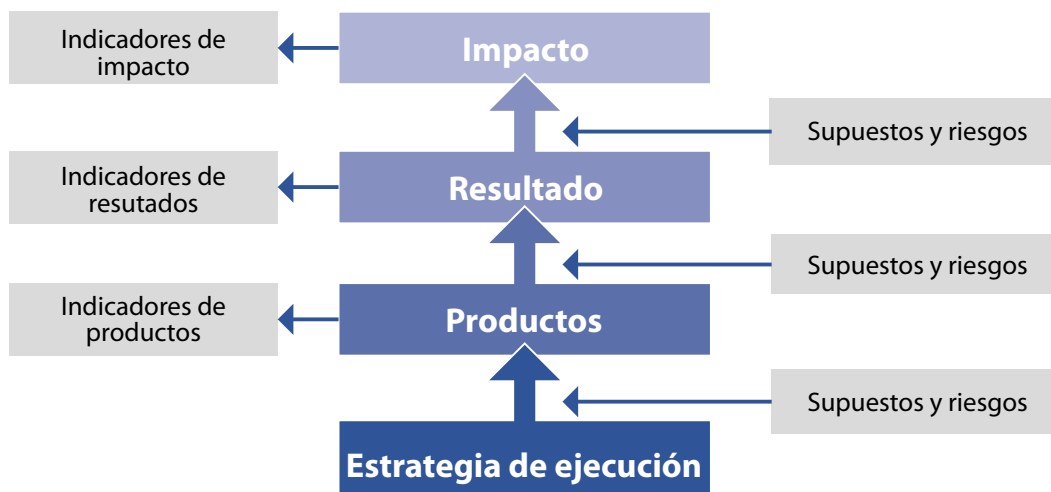 Indicadores de
impacto
Impacto
Supuestos y riesgos
Indicadores de
resutados
Resultado
Supuestos y riesgos
Indicadores de
productos
Productos
Supuestos y riesgos
Estrategia de ejecución